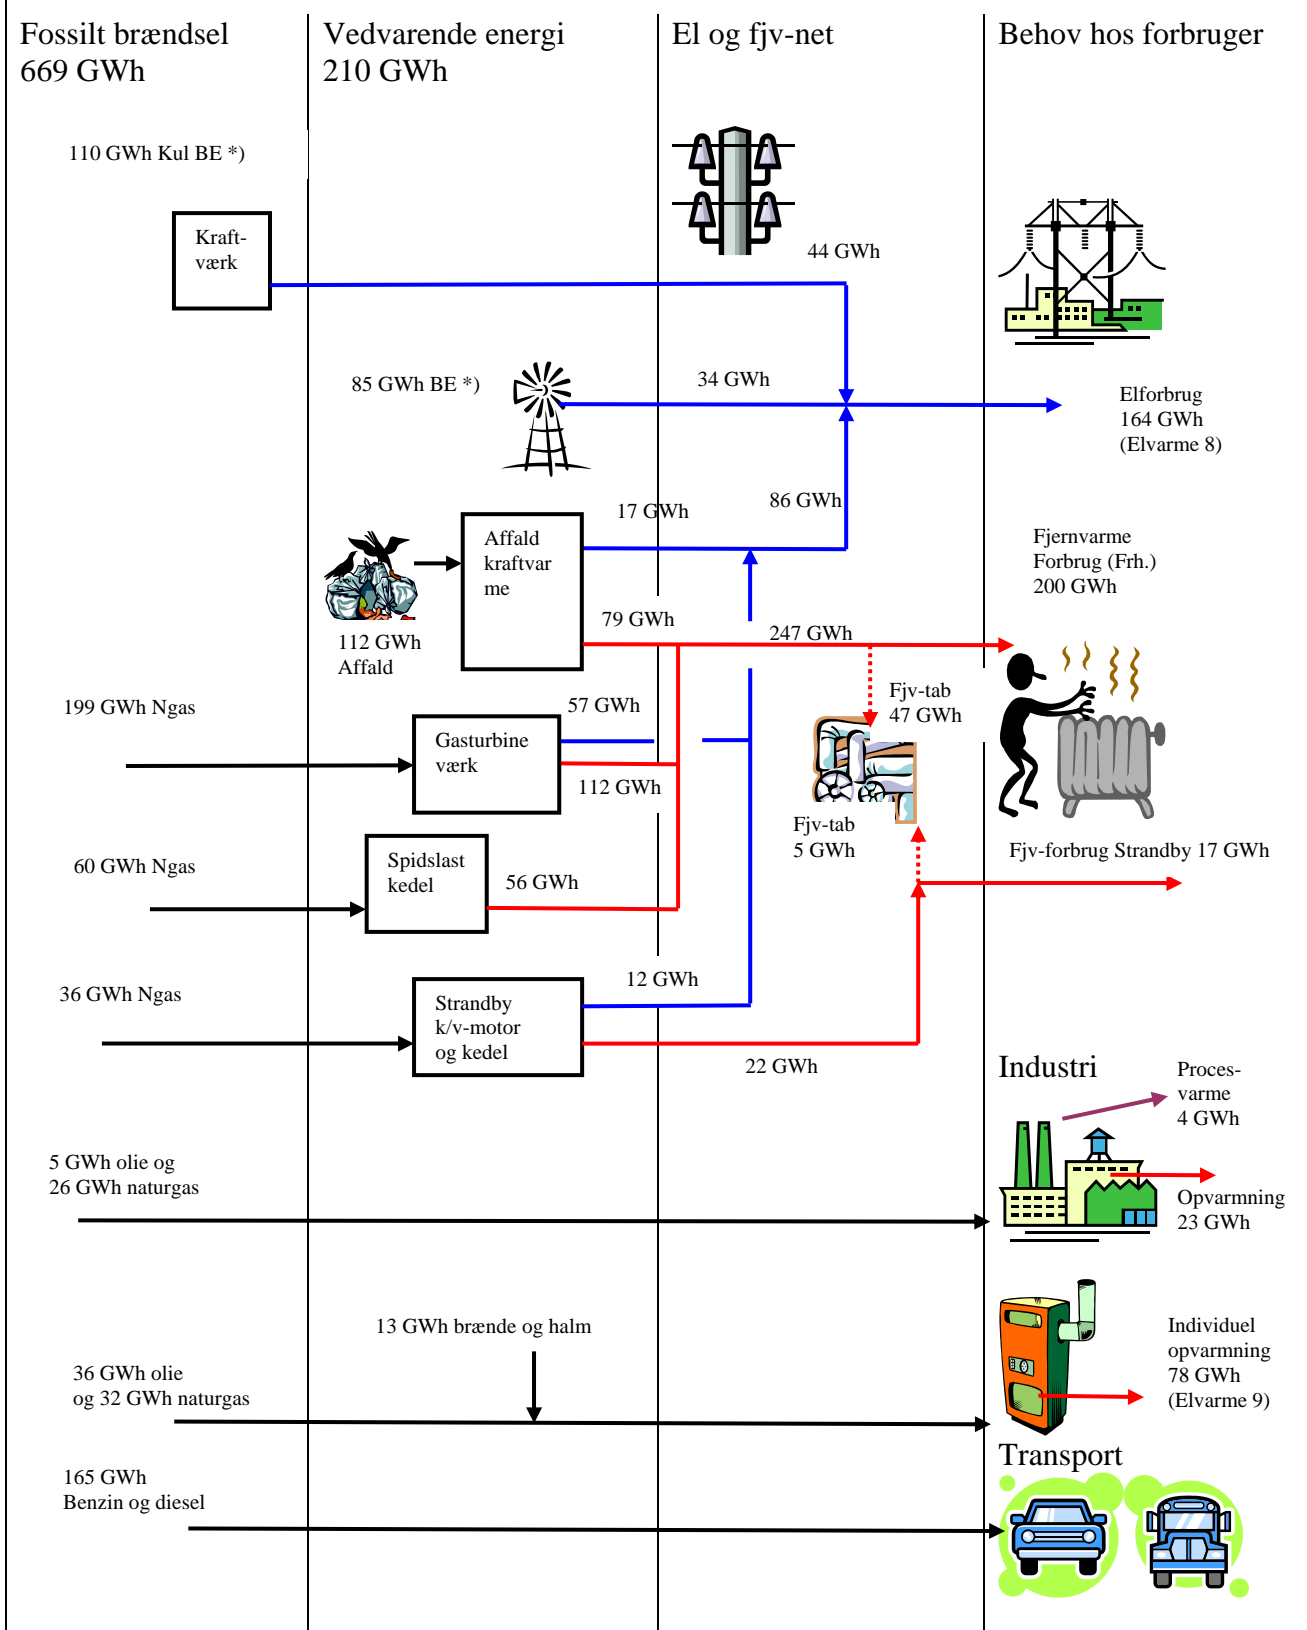 Fossilt brændsel
669 GWh
Vedvarende energi
210 GWh
El og fjv-net
Behov hos forbruger
110 GWh Kul BE *)
Kraft-
værk
44 GWh
85 GWh BE *)
34 GWh
Elforbrug
164 GWh
(Elvarme 8)
17 GWh
86 GWh
Affald
kraftvar
me
112 GWh
Affald
79 GWh
247 GWh
Fjernvarme
Forbrug (Frh.)
200 GWh
199 GWh Ngas
57 GWh
Gasturbine
værk
112 GWh
Fjv-tab
47 GWh
60 GWh Ngas
Spidslast
kedel
56 GWh
Fjv-tab
5 GWh
Fjv-forbrug Strandby 17 GWh
36 GWh Ngas
12 GWh
Strandby
k/v-motor
og kedel
22 GWh
Industri
Proces-
varme
4 GWh
5 GWh olie og
26 GWh naturgas
Opvarmning
23 GWh
13 GWh brænde og halm
36 GWh olie
og 32 GWh naturgas
Individuel
opvarmning
78 GWh
(Elvarme 9)
Transport
165 GWh
Benzin og diesel